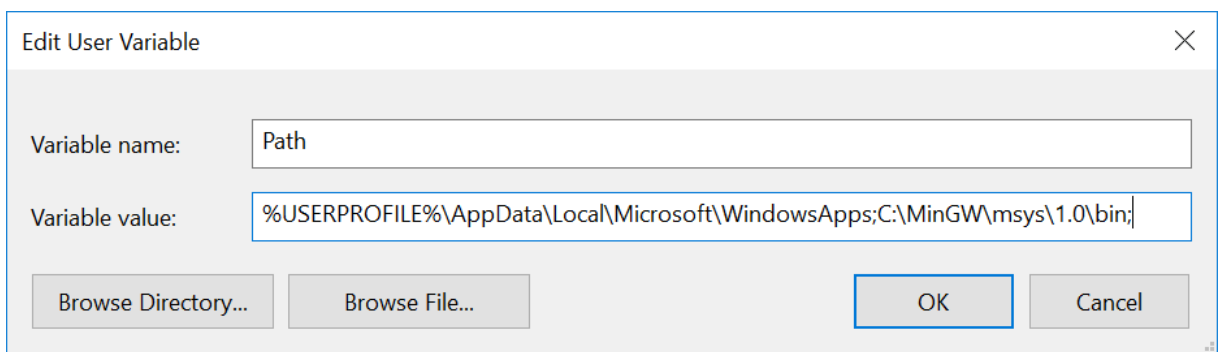 Edit User Variable
Variable name: Path
Variable value: %USERPROFILE%\AppData\Local\Microsoft\WindowsApps;C:\MinGW\msys\1.0\bin;
Browse Directory... Browse File... OK Cancel